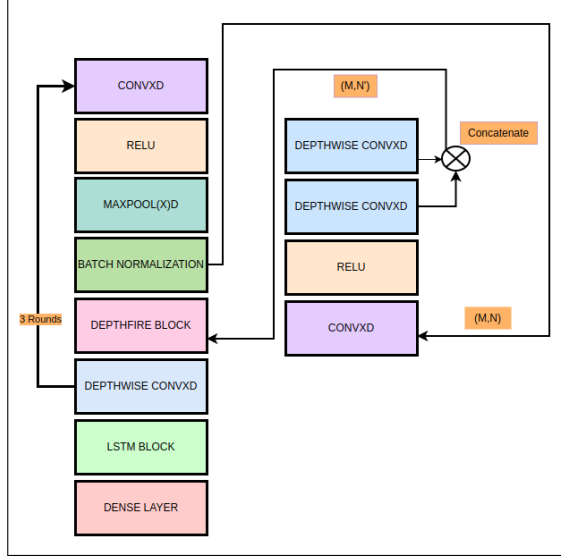 CONVXD
RELU
MAXPOOL(X)D
BATCH NORMALIZATION
DEPTHFIRE BLOCK
DEPTHWISE CONVXD
LSTM BLOCK
DENSE LAYER
3 Rounds
(M,N')
Concatenate
DEPTHWISE CONVXD
DEPTHWISE CONVXD
RELU
CONVXD
(M,N)